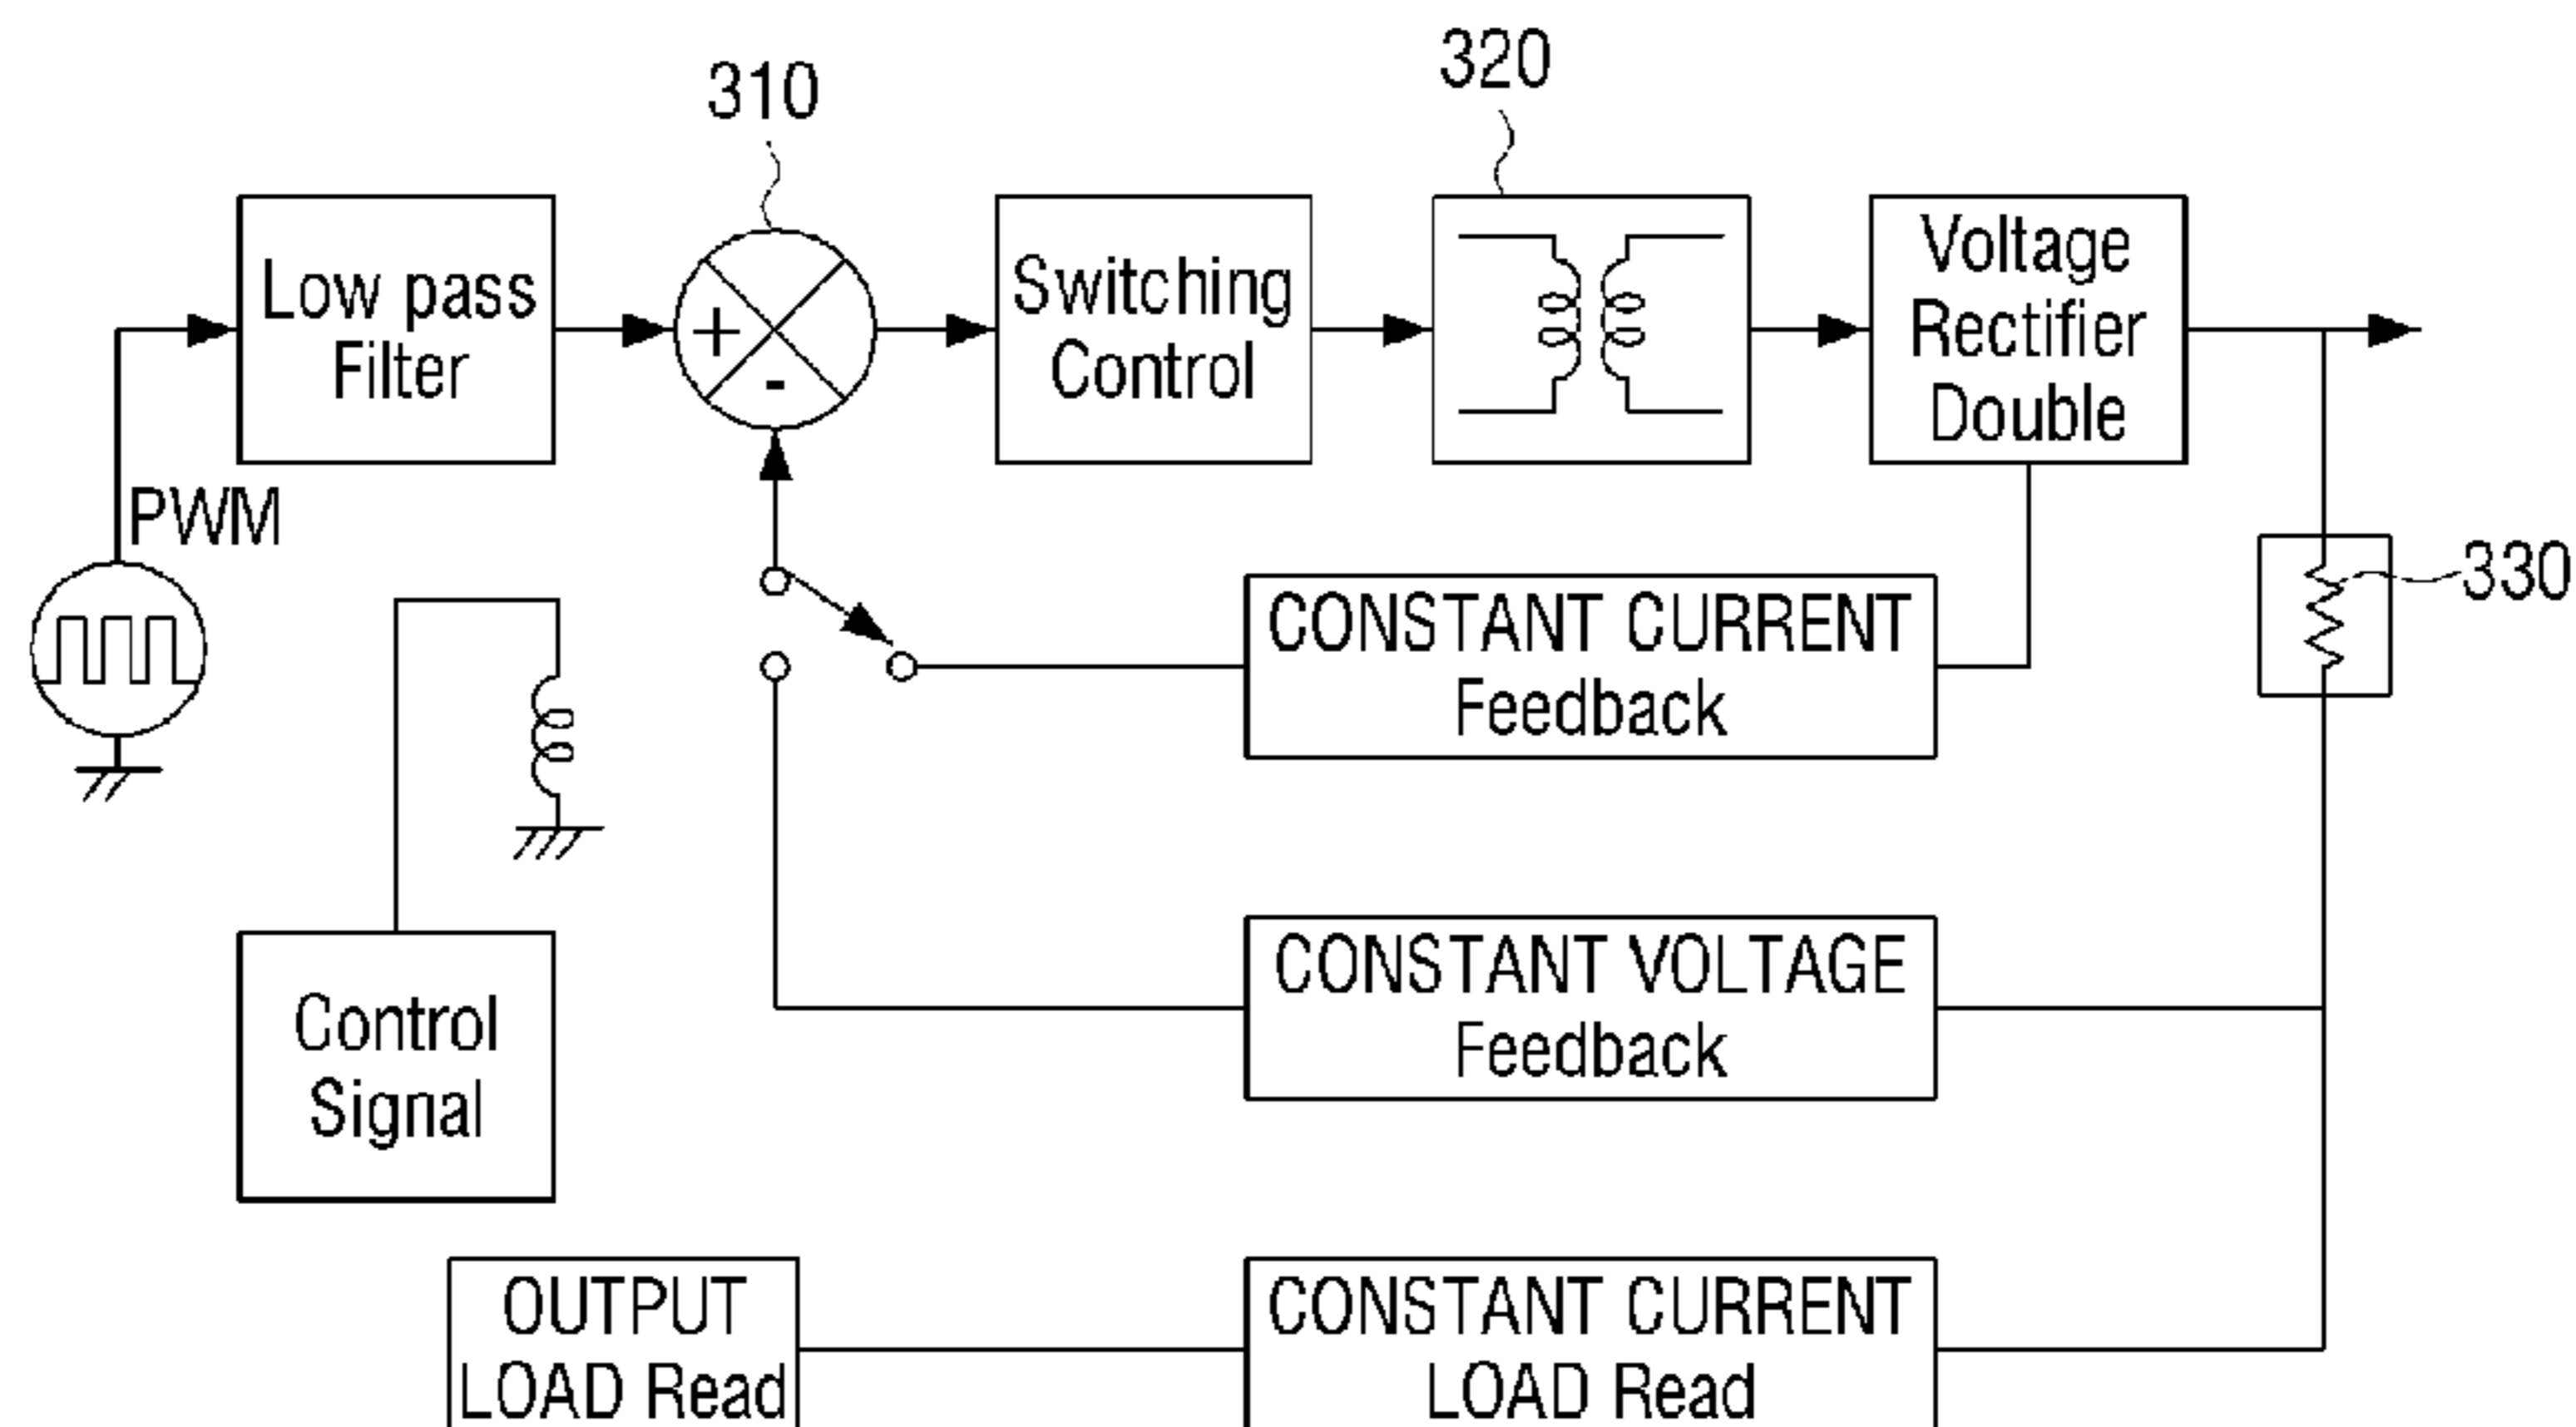 310
320
Low pass
Filter
+
-
Switching
Control
Voltage
Rectifier
Double
PWM
330
CONSTANT CURRENT
Feedback
CONSTANT VOLTAGE
Feedback
Control
Signal
OUTPUT
LOAD Read
CONSTANT CURRENT
LOAD Read